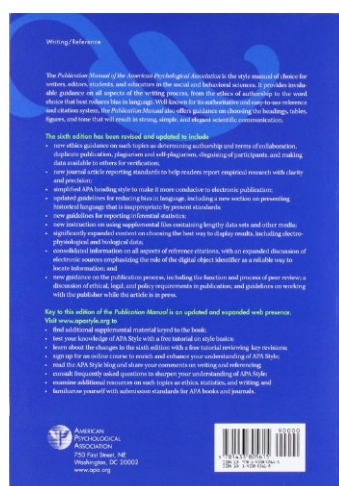 Writing/Reference
The Publication Manual of the American Psychological Association is the style manual of choice for
writers, editors, students, and educators in the social and behavioral sciences. It provides invalu-
able guidance on all aspects of the writing process, from the ethics of authorship to the word
choice that best reduces bias in language. Well-known for its authoritative and easy-to-use reference
and citation system, the Publication Manual also offers guidance on choosing the headings, tables,
figures, and tone that will result in strong, simple, and elegant scientific communication.
The sixth edition has been revised and updated to include
• new ethics guidance on such topics as determining authorship and terms of collaboration,
duplicate publication, plagiarism and self-plagiarism, disguising of participants, and making
data available to others for verification;
• new journal article reporting standards to help readers report empirical research with clarity
and precision;
• simplified APA heading style to make it more conducive to electronic publication;
• updated guidelines for reducing bias in language, including a new section on presenting
historical language that is inappropriate by present standards;
• new guidelines for reporting inferential statistics;
• new instruction on using supplemental files containing lengthy data sets and other media;
• significantly expanded content on choosing the best way to display results, including electro-
physiological and biological data;
• consolidated information on all aspects of reference citations, with an expanded discussion of
electronic sources emphasizing the role of the digital object identifier as a reliable way to
locate information; and
• new guidance on the publication process, including the function and process of peer review; a
discussion of ethical, legal, and policy requirements in publication; and guidelines on working
with the publisher while the article is in press.
Key to this edition of the Publication Manual is an updated and expanded web presence.
Visit www.apastyle.org to
• find additional supplemental material keyed to the book;
• test your knowledge of APA Style with a free tutorial on style basics;
• learn about the changes in the sixth edition with a free tutorial reviewing key revisions;
• sign up for an online course to enrich and enhance your understanding of APA Style;
• read the APA Style blog and share your comments on writing and referencing;
• consult frequently asked questions to sharpen your understanding of APA Style;
• examine additional resources on such topics as ethics, statistics, and writing; and
• familiarize yourself with submission standards for APA books and journals.
AMERICAN
PSYCHOLOGICAL
ASSOCIATION
750 First Street, NE
Washington, DC 20002
www.apa.org
90000